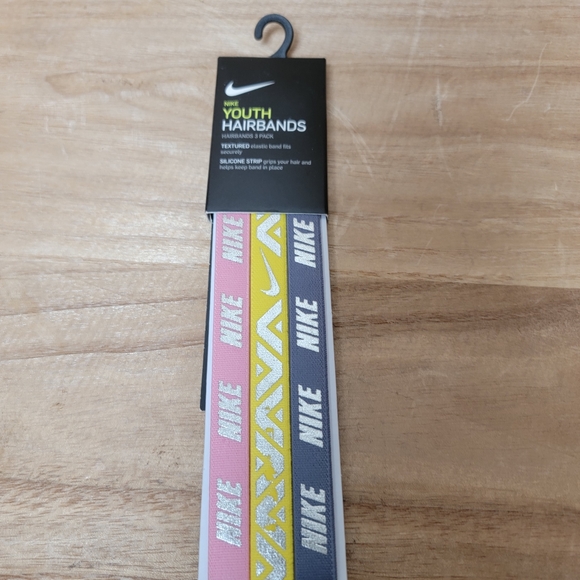 NIKE
YOUTH
HAIRBANDS
HAIRBANDS 3 PACK
TEXTURED elastic band fits
securely
SILICONE STRIP grips your hair and
helps keep band in place
NIKE
NIKE
NIKE
NIKE
NIKE
NIKE
NIKE
NIKE